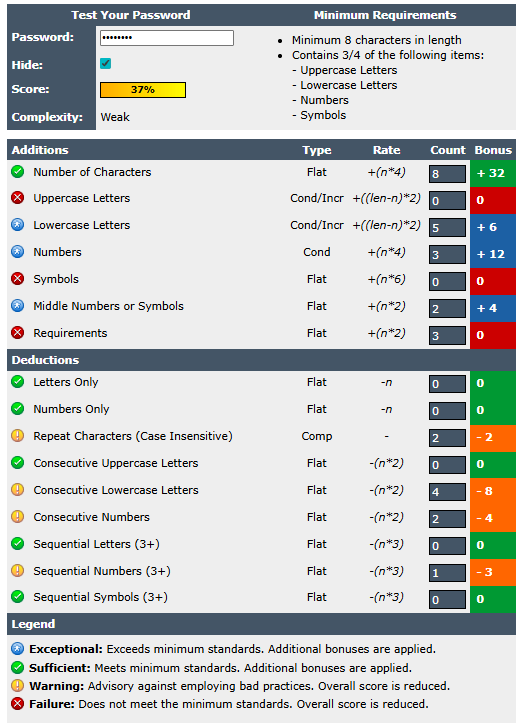 Test Your Password Minimum Requirements
Password: ••••••••
Hide:
Score: 37%
Complexity: Weak
• Minimum 8 characters in length
• Contains 3/4 of the following items:
- Uppercase Letters
- Lowercase Letters
- Numbers
- Symbols
Additions Type Rate Count Bonus
Number of Characters Flat +(n*4) 8 + 32
Uppercase Letters Cond/Incr +((len-n)*2) 0 0
Lowercase Letters Cond/Incr +((len-n)*2) 5 + 6
Numbers Cond +(n*4) 3 + 12
Symbols Flat +(n*6) 0 0
Middle Numbers or Symbols Flat +(n*2) 2 + 4
Requirements Flat +(n*2) 3 0
Deductions
Letters Only Flat -n 0 0
Numbers Only Flat -n 0 0
Repeat Characters (Case Insensitive) Comp - 2 - 2
Consecutive Uppercase Letters Flat -(n*2) 0 0
Consecutive Lowercase Letters Flat -(n*2) 4 - 8
Consecutive Numbers Flat -(n*2) 2 - 4
Sequential Letters (3+) Flat -(n*3) 0 0
Sequential Numbers (3+) Flat -(n*3) 1 - 3
Sequential Symbols (3+) Flat -(n*3) 0 0
Legend
Exceptional: Exceeds minimum standards. Additional bonuses are applied.
Sufficient: Meets minimum standards. Additional bonuses are applied.
Warning: Advisory against employing bad practices. Overall score is reduced.
Failure: Does not meet the minimum standards. Overall score is reduced.